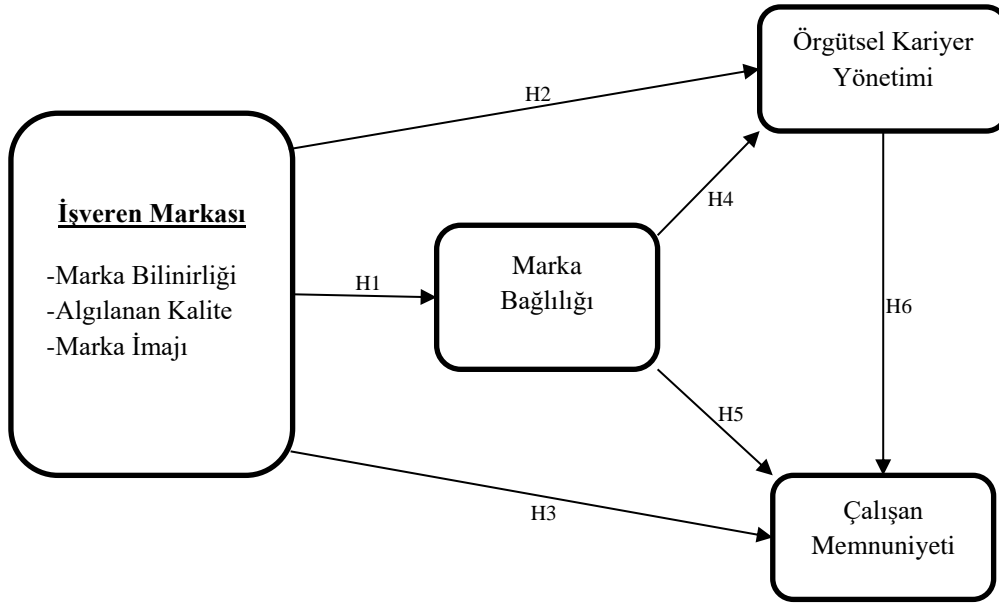 Örgütsel Kariyer
Yönetimi
H2
İşveren Markası
-Marka Bilinirliği
-Algılanan Kalite
-Marka İmajı
H4
H1
Marka
Bağlılığı
H6
H5
H3
Çalışan
Memnuniyeti